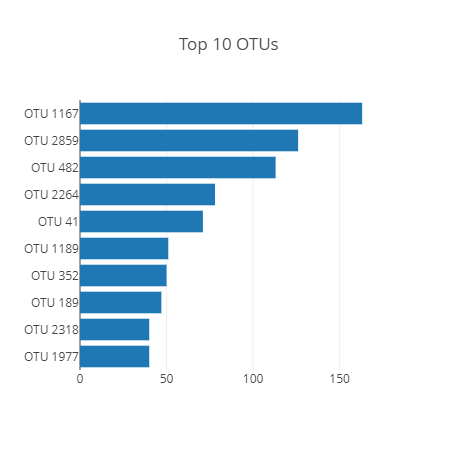 Top 10 OTUs
OTU 1167
OTU 2859
OTU 482
OTU 2264
OTU 41
OTU 1189
OTU 352
OTU 189
OTU 2318
OTU 1977
0 50 100 150